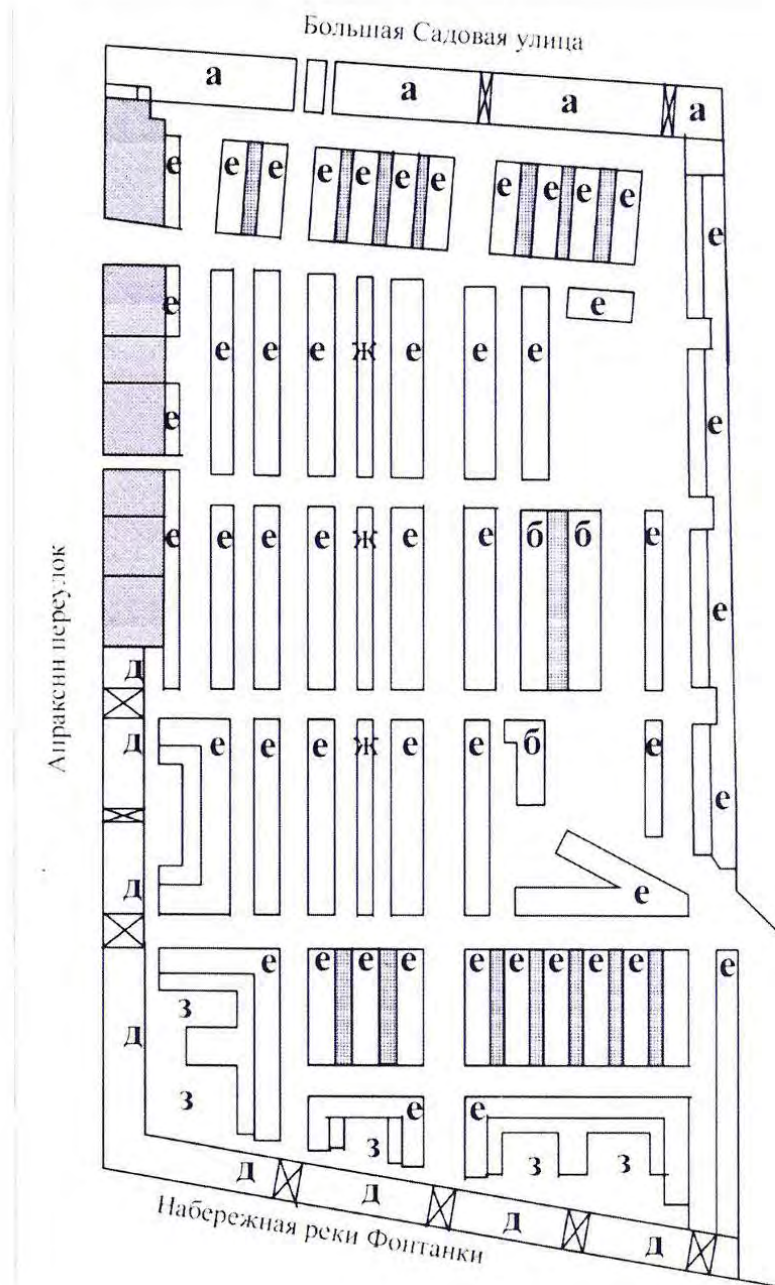 Большая Садовая улица
а а а а
е е е е е е е е е е е е
е е е е ж е е е е
е е
е е е е ж е е б б е
е
Апраксин переулок
Д
Д е е е ж е е б е е
Д е
е е е е е е е е е е
з
Д
з
е е
з з з
Д Д Д Д
Набережная реки Фонтанки